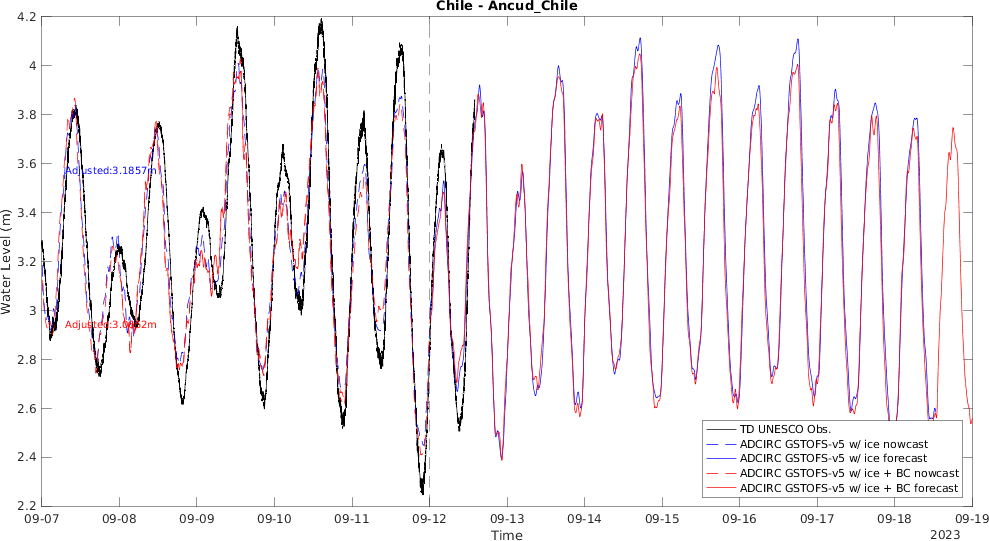 Chile - Ancud_Chile
4.2
4
3.8
3.6
3.4
3.2
3
2.8
2.6
2.4
2.2
Water Level (m)
Adjusted:3.1857m
TD UNESCO Obs.
ADCIRC GSTOFS-v5 w/ ice nowcast
ADCIRC GSTOFS-v5 w/ ice forecast
ADCIRC GSTOFS-v5 w/ ice + BC nowcast
ADCIRC GSTOFS-v5 w/ ice + BC forecast
09-07 09-08 09-09 09-10 09-11 09-12 09-13 09-14 09-15 09-16 09-17 09-18 09-19
Time
2023